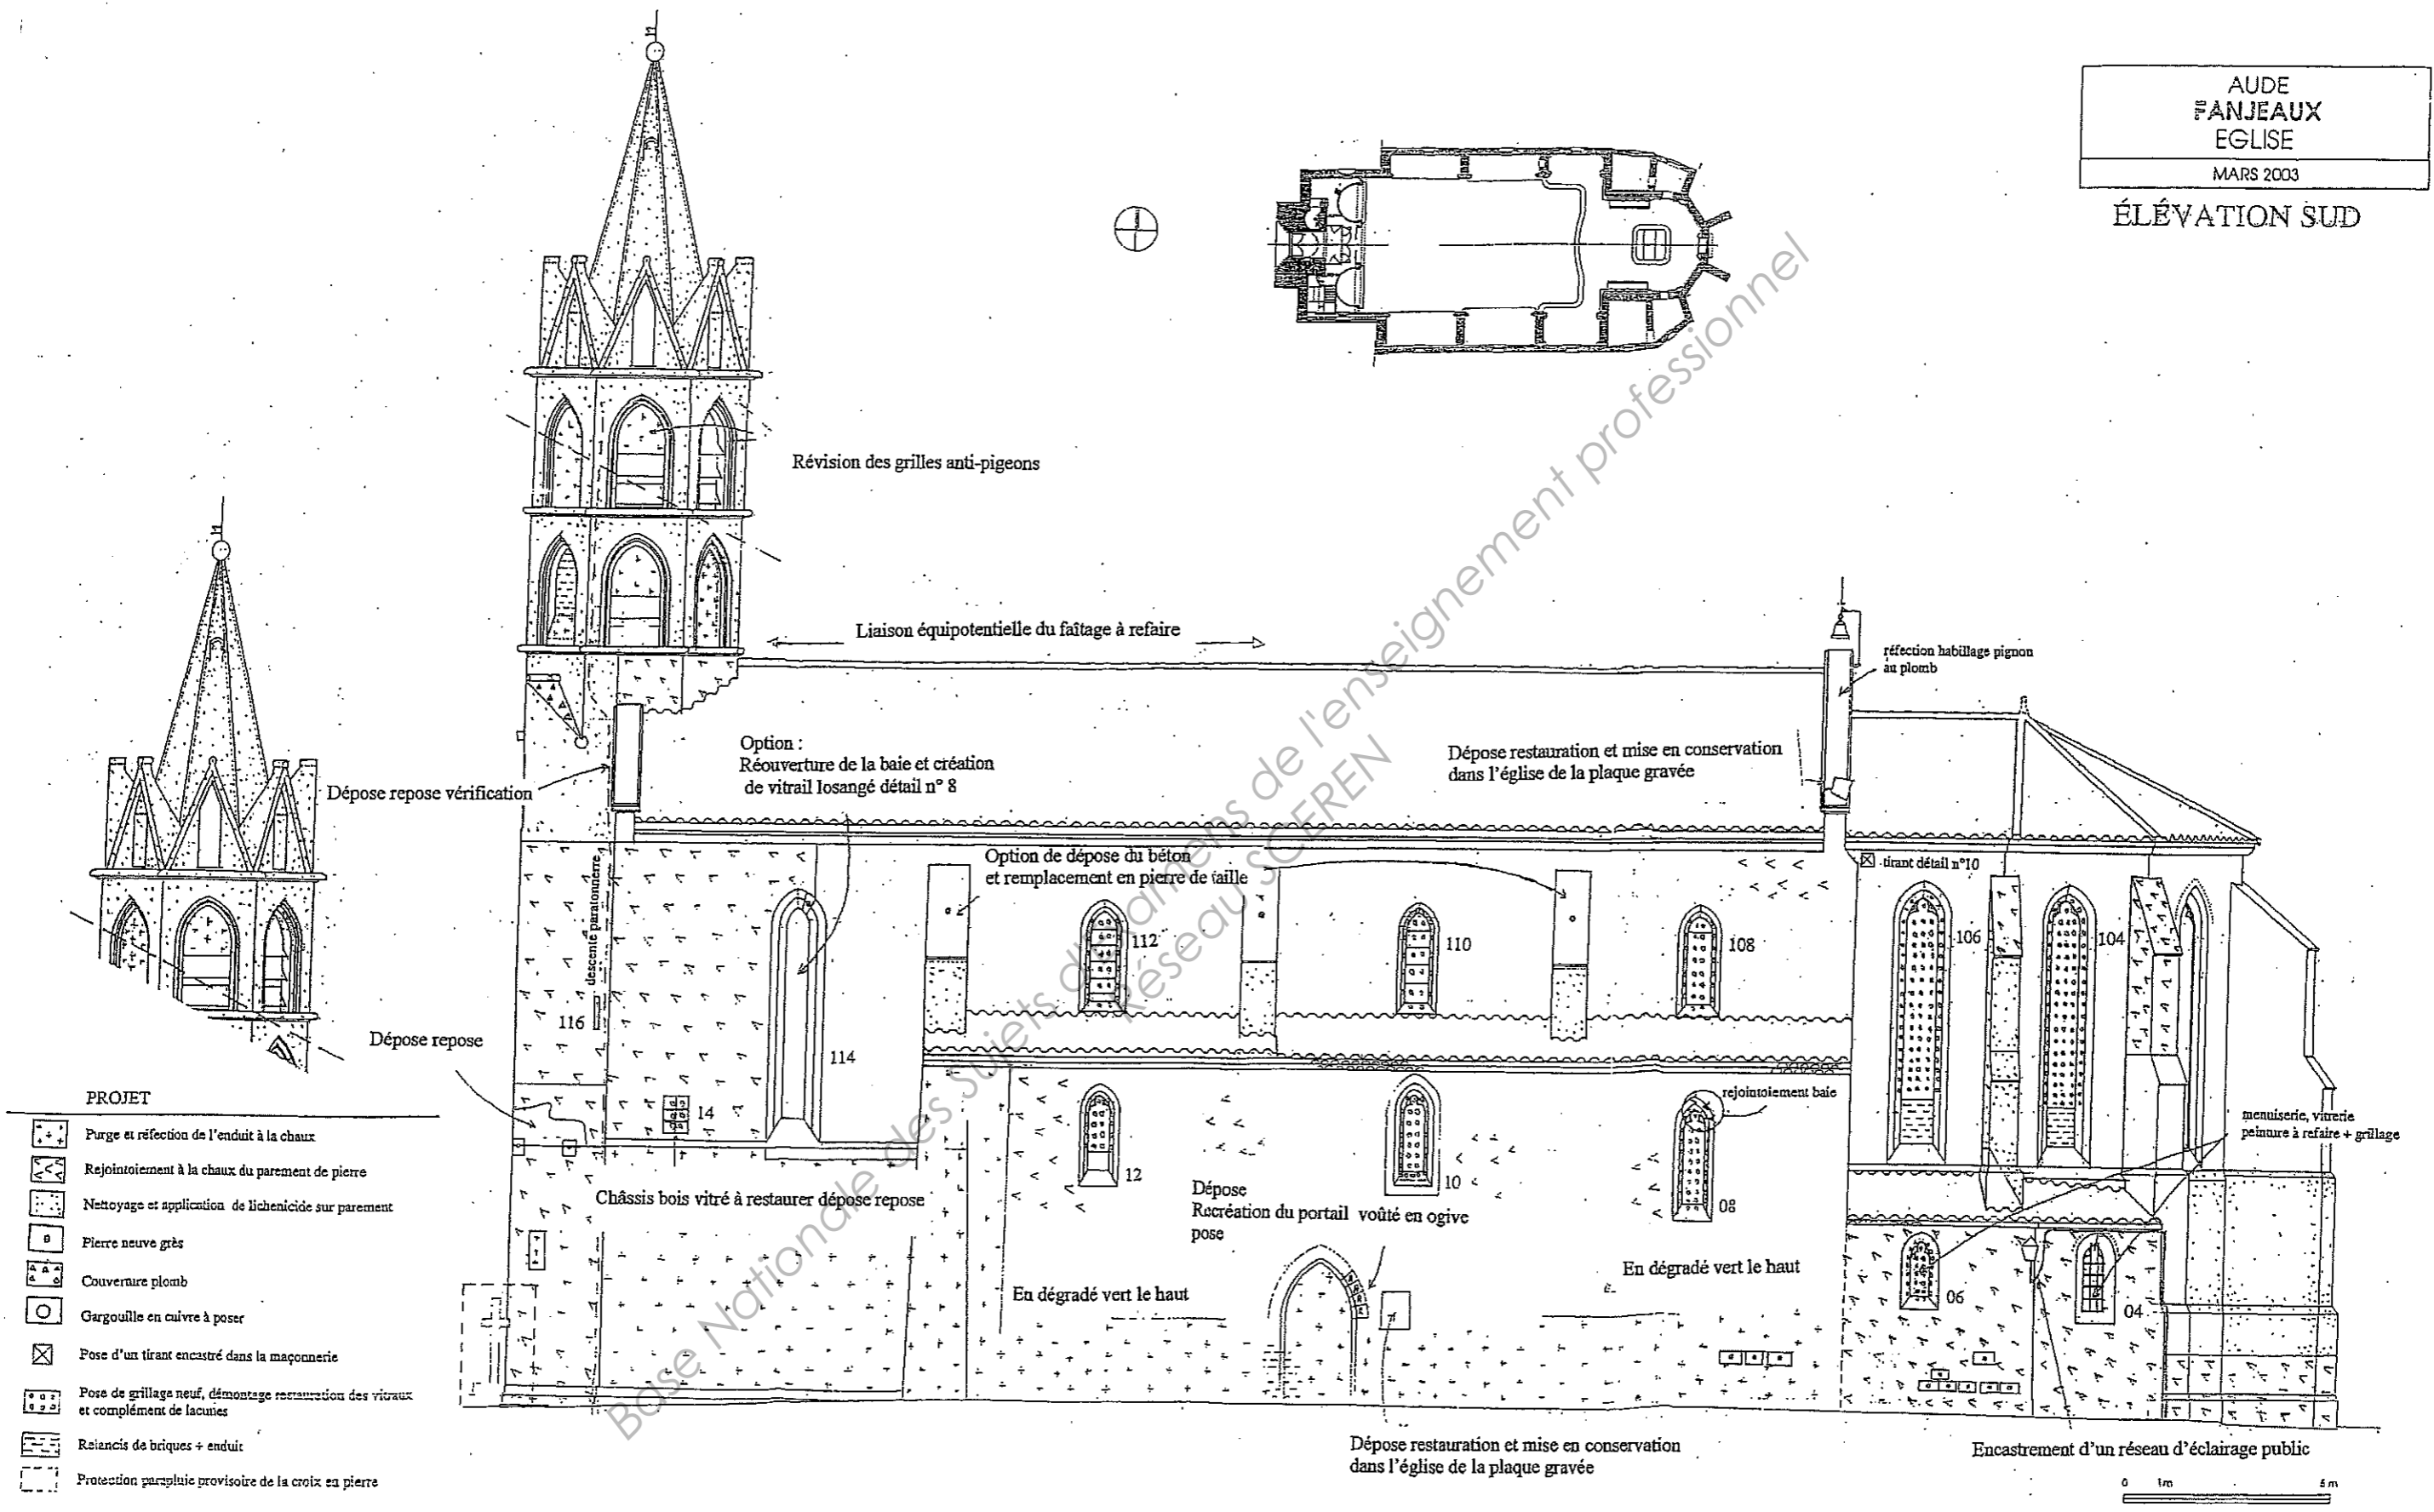 AUDE
FANJEAUX
EGLISE
MARS 2003
ÉLÉVATION SUD
Révision des grilles anti-pigeons
Liaison équipotentielle du faîtage à refaire
réfection habillage pignon
au plomb
Option :
Réouverture de la baie et création
de vitrail losangé détail n° 8
Dépose restauration et mise en conservation
dans l'église de la plaque gravée
Dépose repose vérification
Option de dépose du béton
et remplacement en pierre de taille
tirant détail n°10
descente paratonnerre
112
110
108
106
104
116
114
Dépose repose
14
rejointoiement baie
menuiserie, vitrerie
peinture à refaire + grillage
12
10
08
Châssis bois vitré à restaurer dépose repose
Dépose
Recréation du portail voûté en ogive
pose
En dégradé vert le haut
En dégradé vert le haut
06
04
Dépose restauration et mise en conservation
dans l'église de la plaque gravée
Encastrement d'un réseau d'éclairage public
0 1m 5m
PROJET
Purge et réfection de l'enduit à la chaux
Rejointoiement à la chaux du parement de pierre
Nettoyage et application de lichenicide sur parement
Pierre neuve grès
Couverture plomb
Gargouille en cuivre à poser
Pose d'un tirant encastré dans la maçonnerie
Pose de grillage neuf, démontage restauration des vitraux
et complément de lacunes
Relancis de briques + enduit
Protection parapluie provisoire de la croix en pierre
Base Nationale des Sujets d'Examens de l'enseignement professionnel
Réseau SCEREN